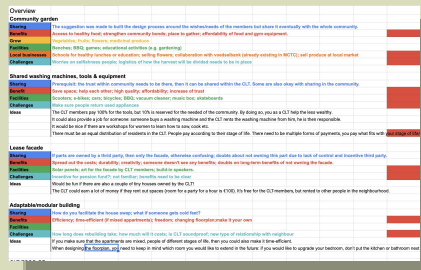 Overview
Community garden
Sharing The suggestion was made to built the design process around the wishes/needs of the members but share it eventually with the whole community.
Benefits Access to healthy food; strengthen community bonds; place to gather; affordability of food and gym equipment.
Grow Vegetables; fruits; flowers; medicinal produce
Facilities Benches; BBQ; games; educational activities (e.g. gardening)
Local businesses Schools for healthy lunches or eating education; selling flowers; collaboration with voedselbank (already existing in WCTC); sell produce at local market
Challenges Worries on selfishness people; logistics of how the harvest will be divided needs to be in place
Shared washing machines, tools & equipment
Sharing Prerequisit: the trust within community needs to be there, then it can be shared within the CLT. Some are also okay with sharing in the community.
Benefits Save space; help each other; high quality; affordability; increase of trust
Facilities Scooters; e-bikes; cars; bicycles; BBQ; vacuum cleaner; music box; skateboards
Challenges Make sure people return used appliances
Ideas The CLT members pay 100% for the tools, but 10% is reserved for the needed of the community. By doing so, you as a CLT help the less wealthy.
It could also provide a job for someone: someone buys a washing machine and the CLT rents the washing machine from him, he is then responsible.
It would be nice if there are workshops for women to learn how to saw, cook etc
There must be an equal distribution of residents in the CLT. People pay according to their stage of life. There need to be multiple forms of payments, you pay what fits with your stage of life
Lease facade
Sharing If parts are owned by a third party, then only the facade, otherwise confusing; doubts about not owning this part due to lack of control and incentive third party.
Benefits Spread out the costs; durability; creativity; someone doesn't see any benefits; doubts on long-term benefits of not owning the facade.
Facilities Solar panels; art for the facade by CLT members; build-in speakers.
Challenges Incentive for pension fund?; not familiar; benefits need to be clear
Ideas Would be fun if there are also a couple of tiny houses owned by the CLT!
The CLT could earn a lot of money if they rent out spaces (room for a party for a hour is €100). It's free for the CLT-members, but rented to other people in the neighbourhood.
Adaptable/modular building
Sharing How do you facilitate the house swap; what if someone gets sold feel?
Benefits Efficiency; time-efficient (if mixed appartments); freedom; changing floorplan;make it your own
Facilities
Challenges How long does rebuilding take; how much will it costs; is CLT soundproof; new type of relationship with neighbour
Ideas If you make sure that the apartments are mixed, people of different stages of life, then you could also make it time-efficient.
When designing the floorplan, you need to keep in mind which room you would like to extend in the future: if you would like to upgrade your bedroom, don't put the kitchen or bathroom next